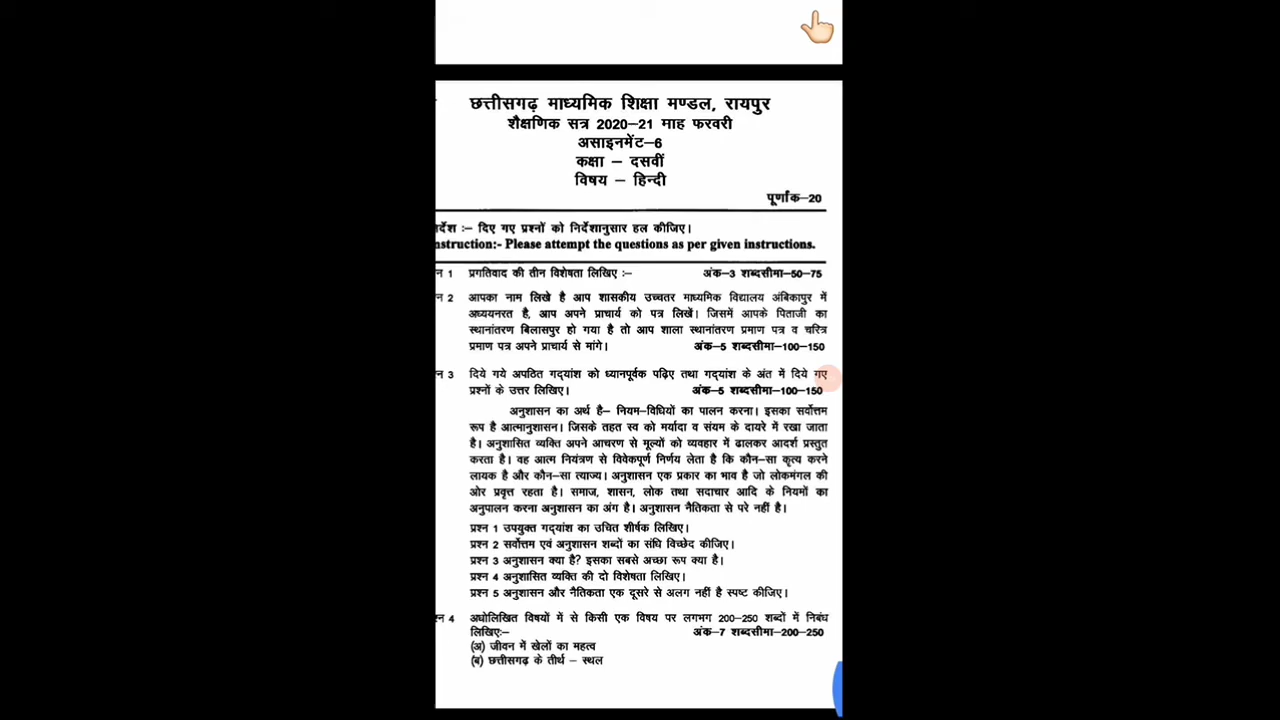 छत्तीसगढ़ माध्यमिक शिक्षा मण्डल, रायपुर
शैक्षणिक सत्र 2020–21 माह फरवरी
असाइनमेंट–6
कक्षा – दसवीं
विषय – हिन्दी
पूर्णांक–20
र्देश :– दिए गए प्रश्नों को निर्देशानुसार हल कीजिए।
nstruction:- Please attempt the questions as per given instructions.
न 1 प्रगतिवाद की तीन विशेषता लिखिए :– अंक–3 शब्दसीमा–50–75
न 2 आपका नाम लिखे है आप शासकीय उच्चतर माध्यमिक विद्यालय अंबिकापुर में
अध्ययनरत है, आप अपने प्राचार्य को पत्र लिखें। जिसमें आपके पिताजी का
स्थानांतरण बिलासपुर हो गया है तो आप शाला स्थानांतरण प्रमाण पत्र व चरित्र
प्रमाण पत्र अपने प्राचार्य से मांगे। अंक–5 शब्दसीमा–100–150
न 3 दिये गये अपठित गद्यांश को ध्यानपूर्वक पढ़िए तथा गद्यांश के अंत में दिये गए
प्रश्नों के उत्तर लिखिए। अंक–5 शब्दसीमा–100–150
अनुशासन का अर्थ है– नियम–विधियों का पालन करना। इसका सर्वोत्तम
रूप है आत्मानुशासन। जिसके तहत स्व को मर्यादा व संयम के दायरे में रखा जाता
है। अनुशासित व्यक्ति अपने आचरण से मूल्यों को व्यवहार में ढालकर आदर्श प्रस्तुत
करता है। वह आत्म नियंत्रण से विवेकपूर्ण निर्णय लेता है कि कौन–सा कृत्य करने
लायक है और कौन–सा त्याज्य। अनुशासन एक प्रकार का भाव है जो लोकमंगल की
ओर प्रवृत्त रहता है। समाज, शासन, लोक तथा सदाचार आदि के नियमों का
अनुपालन करना अनुशासन का अंग है। अनुशासन नैतिकता से परे नहीं है।
प्रश्न 1 उपयुक्त गद्यांश का उचित शीर्षक लिखिए।
प्रश्न 2 सर्वोत्तम एवं अनुशासन शब्दों का संधि विच्छेद कीजिए।
प्रश्न 3 अनुशासन क्या है? इसका सबसे अच्छा रूप क्या है।
प्रश्न 4 अनुशासित व्यक्ति की दो विशेषता लिखिए।
प्रश्न 5 अनुशासन और नैतिकता एक दूसरे से अलग नहीं है स्पष्ट कीजिए।
न 4 अधोलिखित विषयों में से किसी एक विषय पर लगभग 200–250 शब्दों में निबंध
लिखिए:– अंक–7 शब्दसीमा–200–250
(अ) जीवन में खेलों का महत्व
(ब) छत्तीसगढ़ के तीर्थ – स्थल